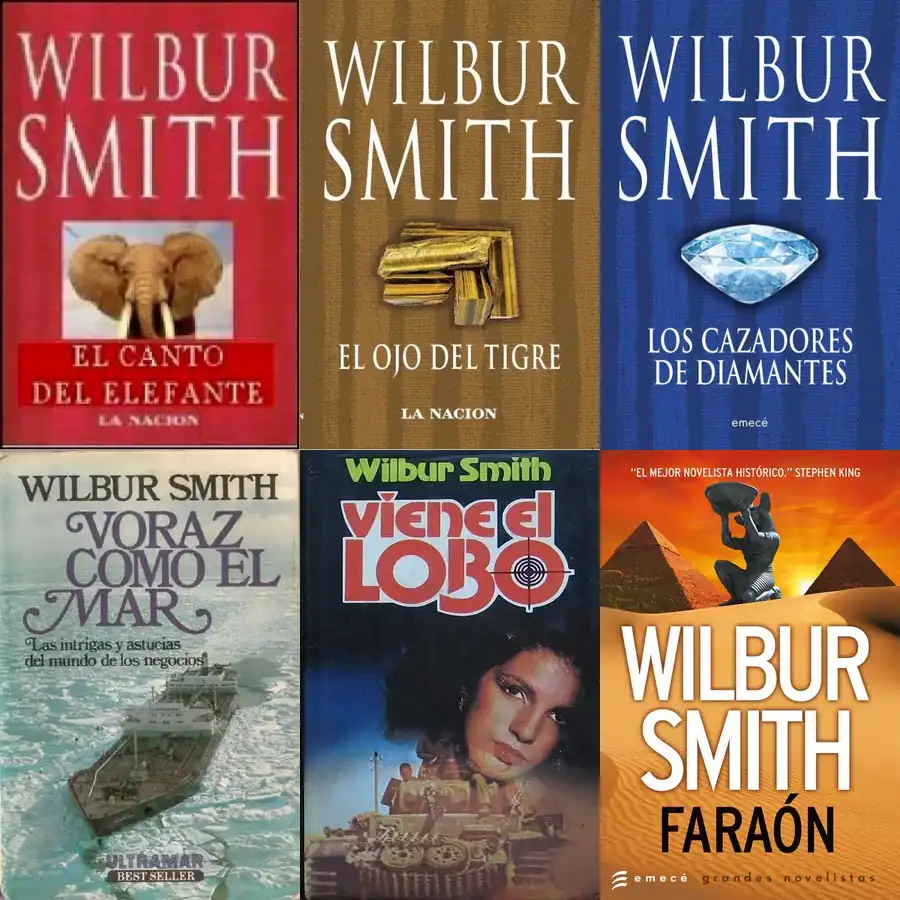 WILBUR
SMITH
EL CANTO
DEL ELEFANTE
LA NACION
WILBUR
SMITH
EL OJO DEL TIGRE
LA NACION
WILBUR
SMITH
LOS CAZADORES
DE DIAMANTES
emecé
WILBUR SMITH
VORAZ
COMO EL
MAR
"Las intrigas y astucias
del mundo de los negocios"
ULTRAMAR
BEST SELLER
Wilbur Smith
viene el
LOBO
"EL MEJOR NOVELISTA HISTÓRICO." STEPHEN KING
WILBUR
SMITH
FARAÓN
emecé grandes novelistas